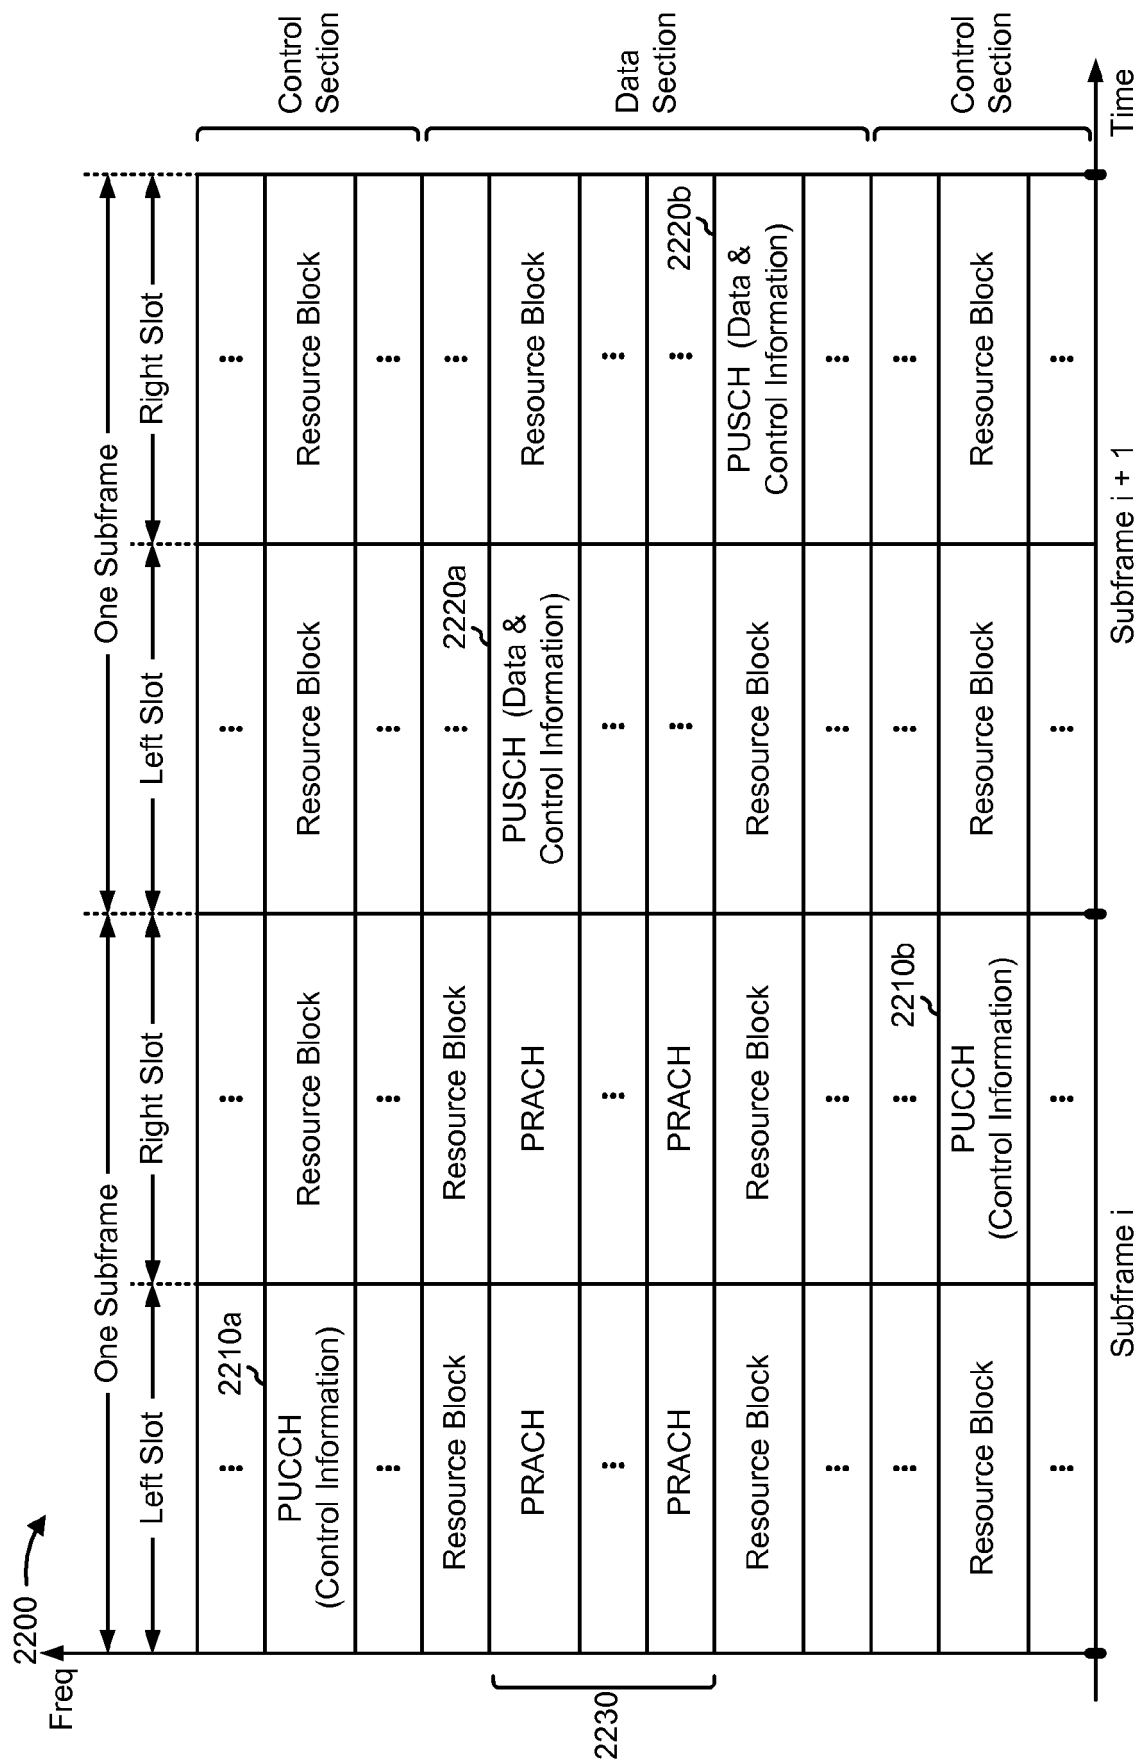 2200
Freq
One Subframe
One Subframe
Left Slot
Right Slot
Left Slot
Right Slot
...
2210a
...
...
...
PUCCH
(Control Information)
Resource Block
Resource Block
Resource Block
Control
Section
...
...
...
...
Resource Block
Resource Block
...
2220a
...
2230
PRACH
PRACH
PUSCH (Data &
Control Information)
Resource Block
...
...
...
...
Data
Section
PRACH
PRACH
...
...
2220b
Resource Block
Resource Block
Resource Block
PUSCH (Data &
Control Information)
...
...
...
...
...
...
2210b
...
...
Resource Block
PUCCH
(Control Information)
Resource Block
Resource Block
Control
Section
...
...
...
...
Subframe i
Subframe i + 1
Time